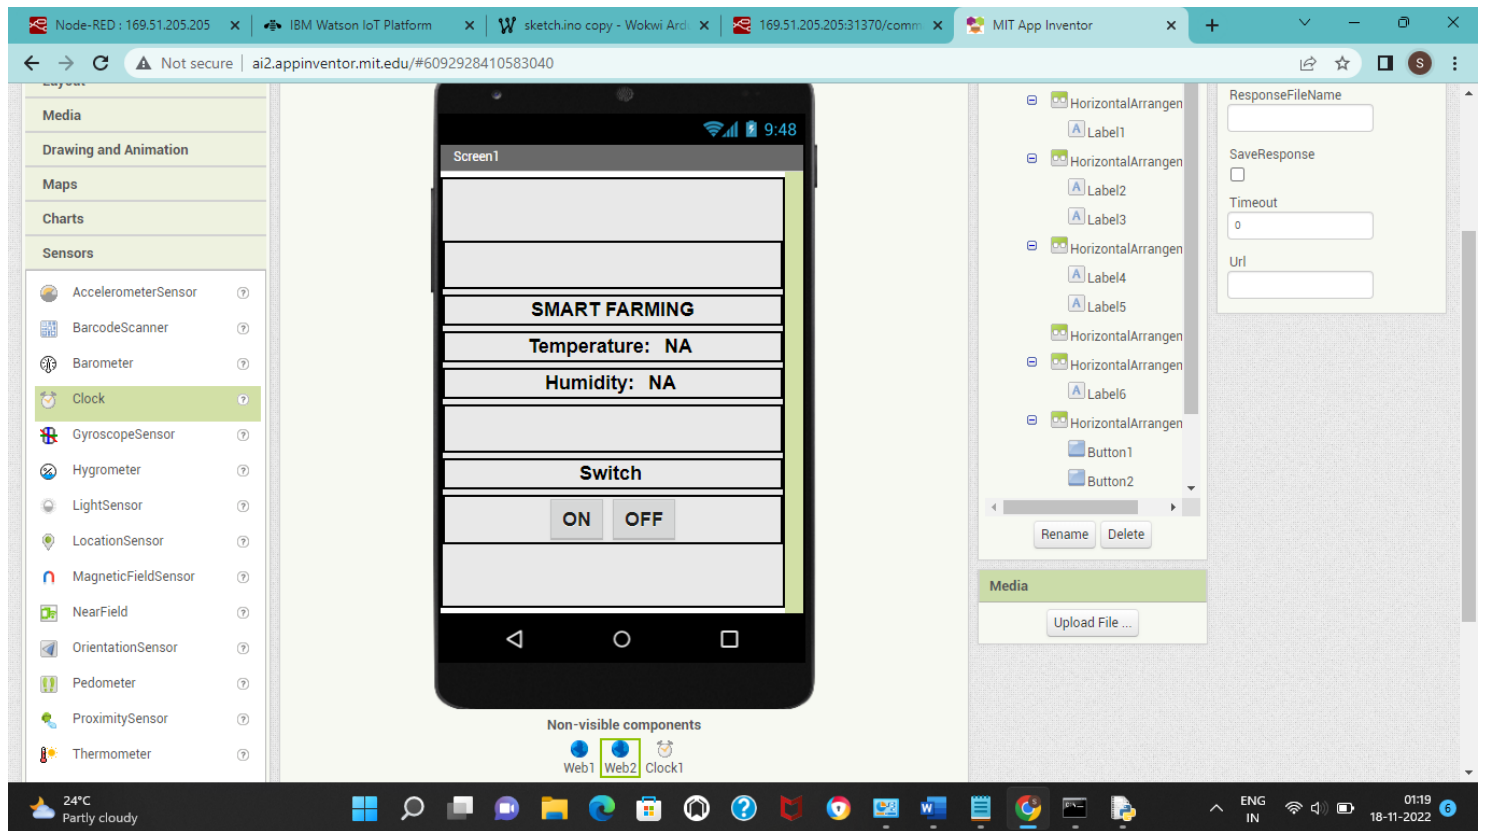 Node-RED : 169.51.205.205
IBM Watson IoT Platform
sketch.ino copy - Wokwi Ard
169.51.205.205:31370/comm
MIT App Inventor
Not secure
ai2.appinventor.mit.edu/#6092928410583040
S
Layout
Media
Drawing and Animation
Maps
Charts
Sensors
AccelerometerSensor
BarcodeScanner
Barometer
Clock
GyroscopeSensor
Hygrometer
LightSensor
LocationSensor
MagneticFieldSensor
NearField
OrientationSensor
Pedometer
ProximitySensor
Thermometer
9:48
Screen1
SMART FARMING
Temperature: NA
Humidity: NA
Switch
ON OFF
Non-visible components
Web1 Web2 Clock1
HorizontalArrangen
Label1
HorizontalArrangen
Label2
Label3
HorizontalArrangen
Label4
Label5
HorizontalArrangen
HorizontalArrangen
Label6
HorizontalArrangen
Button1
Button2
Rename Delete
Media
Upload File ...
ResponseFileName
SaveResponse
Timeout
0
Url
24°C
Partly cloudy
ENG
IN
01:19
18-11-2022
6